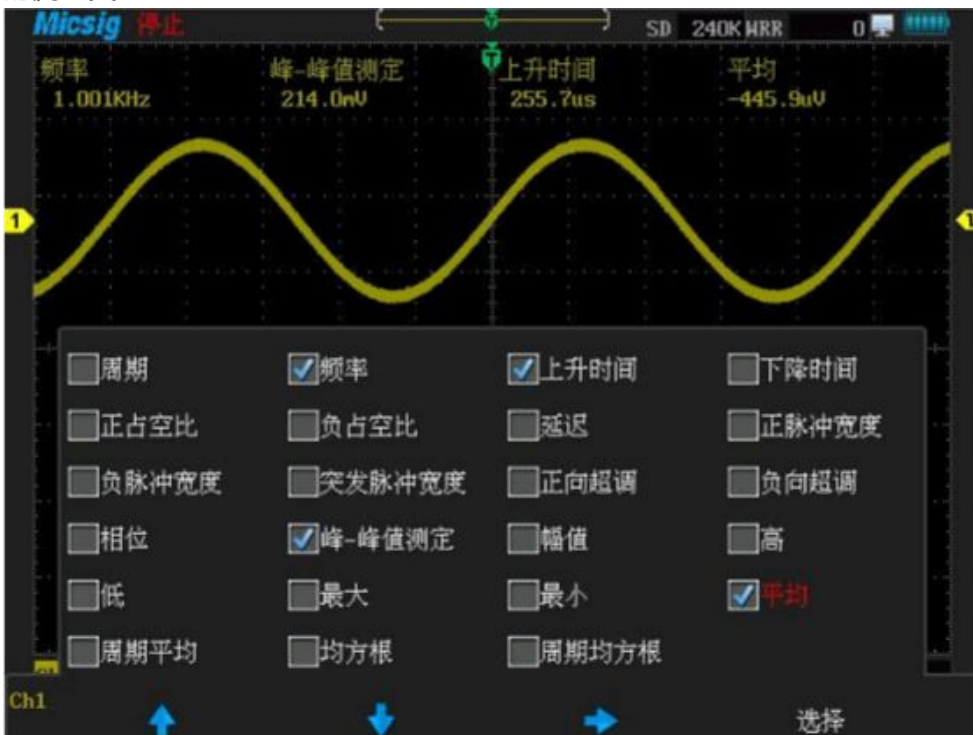 Micsig 停止 SD 240K WRR 0
频率 峰-峰值测定 上升时间 平均
1.001KHz 214.0mV 255.7us -445.9uV
1
周期 频率 上升时间 下降时间
正占空比 负占空比 延迟 正脉冲宽度
负脉冲宽度 突发脉冲宽度 正向超调 负向超调
相位 峰-峰值测定 幅值 高
低 最大 最小 平均
周期平均 均方根 周期均方根
Ch1
选择